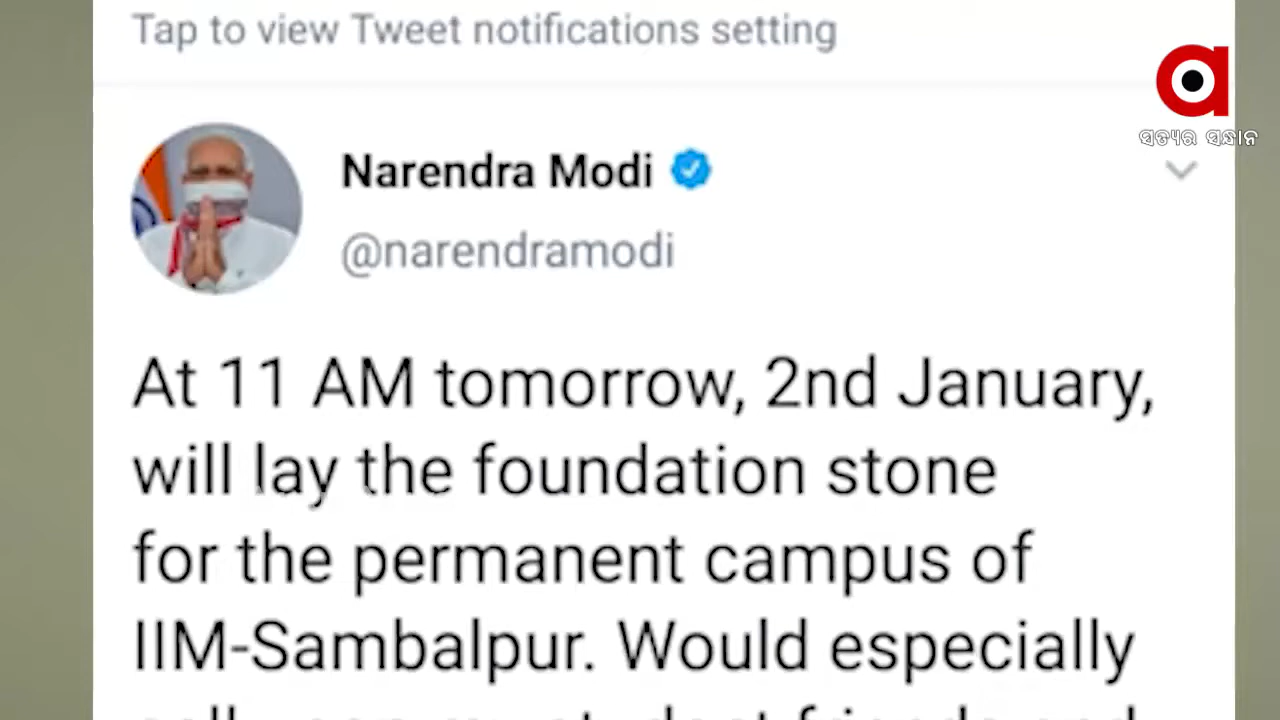 Tap to view Tweet notifications setting
ସତ୍ୟର ସନ୍ଧାନ
Narendra Modi
@narendramodi
At 11 AM tomorrow, 2nd January,
will lay the foundation stone
for the permanent campus of
IIM-Sambalpur. Would especially